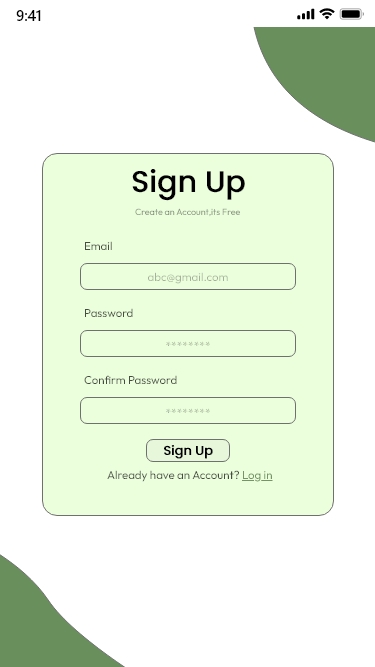 9:41
Sign Up
Create an Account,its Free
Email
abc@gmail.com
Password
********
Confirm Password
********
Sign Up
Already have an Account? Log in